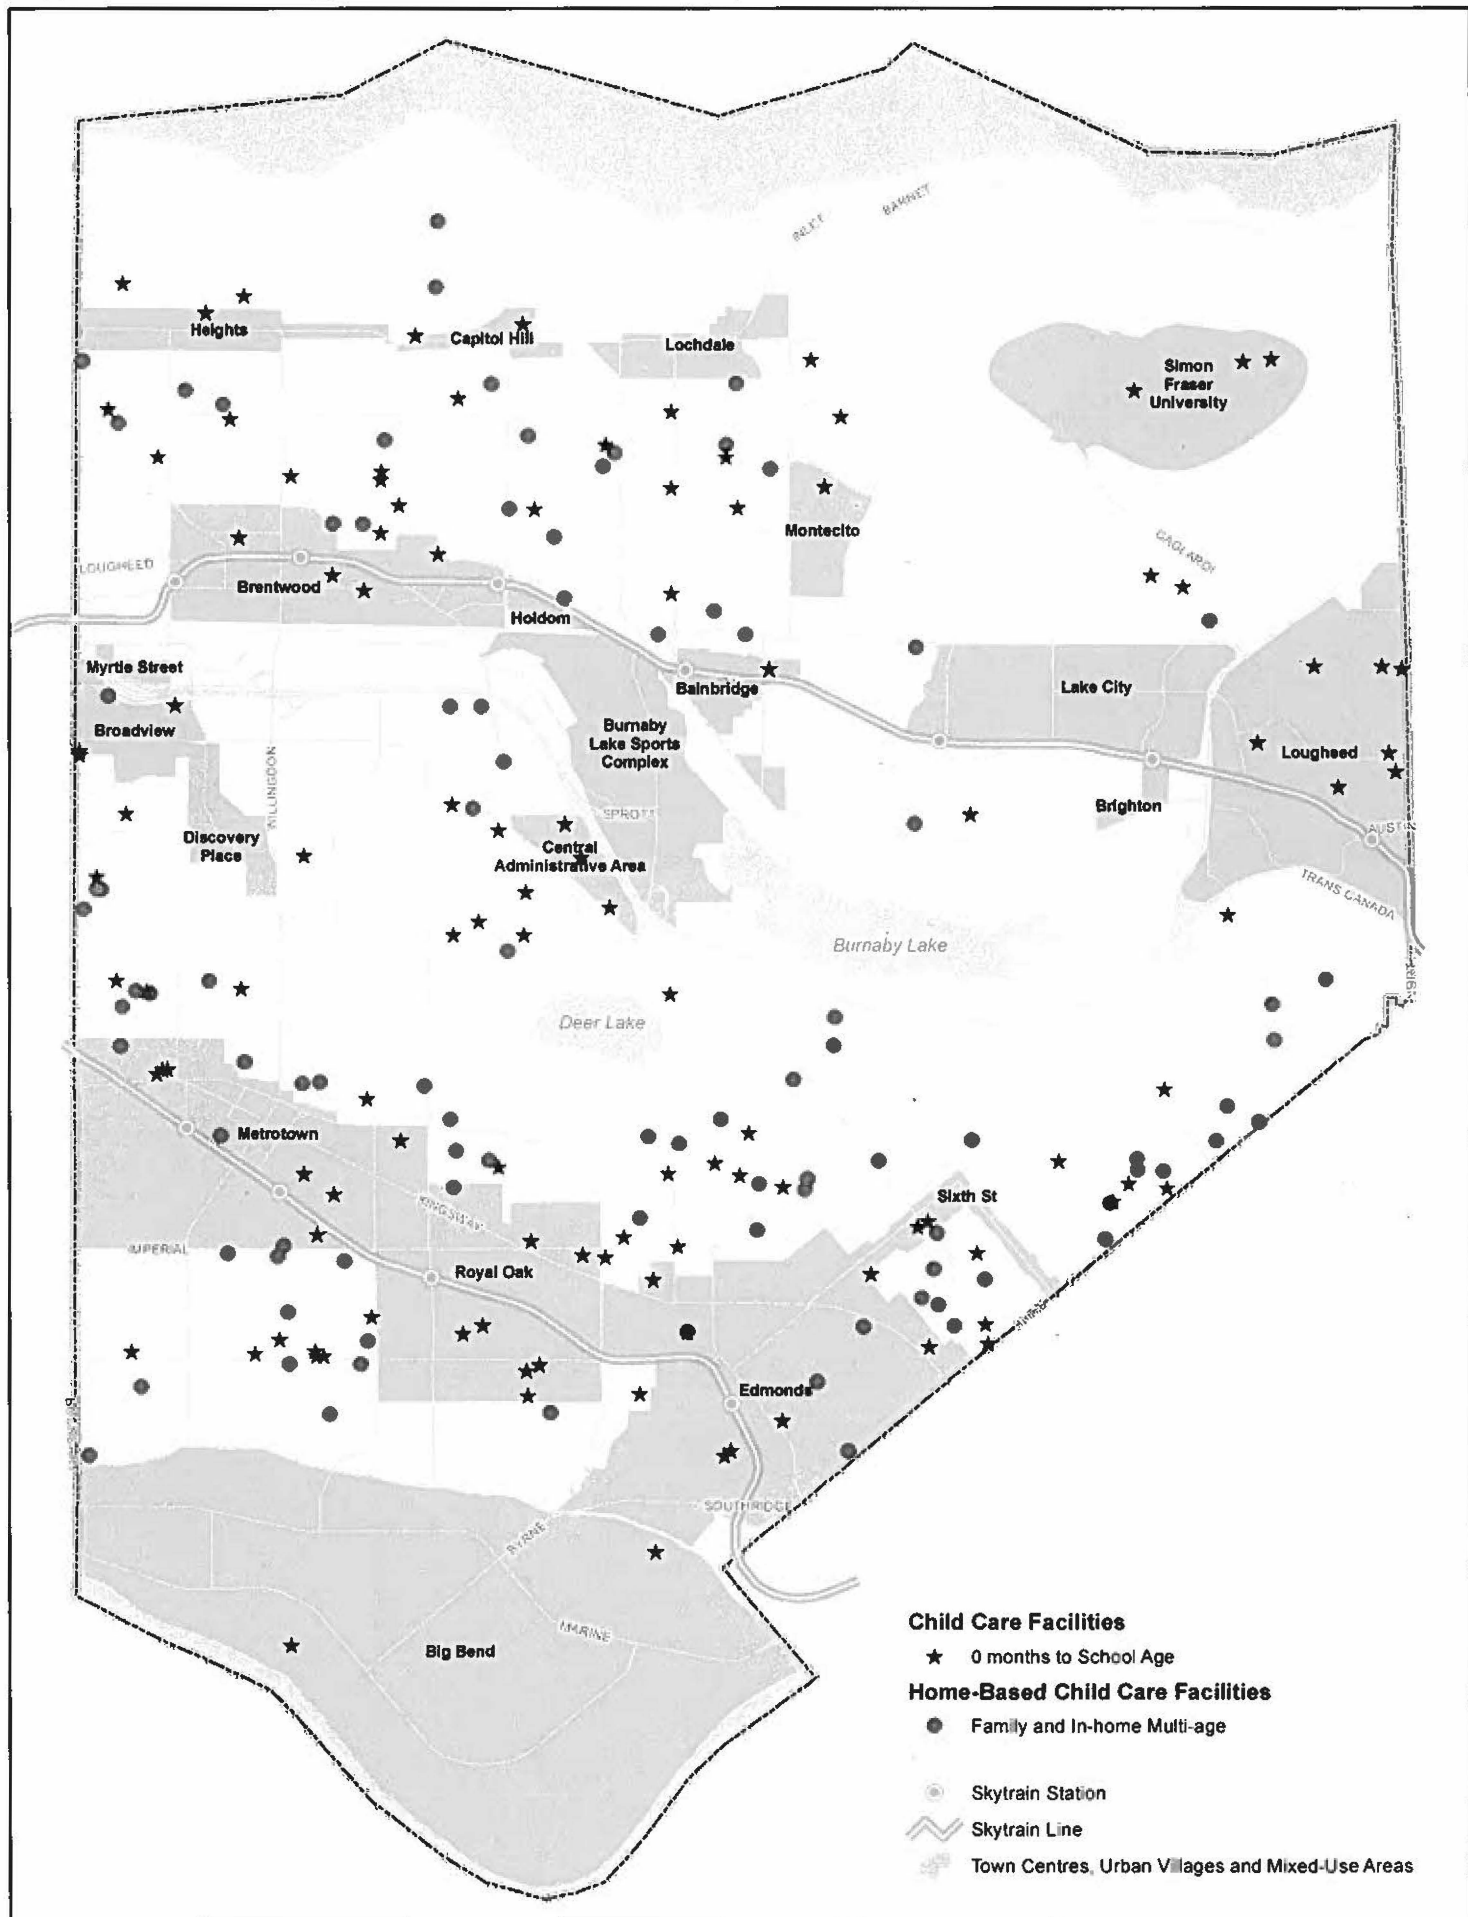 INLET
BARNET
Heights
Capitol Hill
Lochdale
Simon
Fraser
University
Montecito
GAGLARDI
LOUGHEED
Brentwood
Holdom
Myrtle Street
Bainbridge
Lake City
Broadview
Burnaby
Lake Sports
Complex
Lougheed
WILLINGDON
Brighton
SPROTT
Discovery
Place
Central
Administrative Area
TRANS CANADA
Burnaby Lake
Deer Lake
Metrotown
KINGSWAY
Sixth St
IMPERIAL
Royal Oak
Edmonds
SOUTHRIDGE
BYRNE
MARINE
Big Bend
Child Care Facilities
0 months to School Age
Home-Based Child Care Facilities
Family and In-home Multi-age
Skytrain Station
Skytrain Line
Town Centres, Urban Villages and Mixed-Use Areas